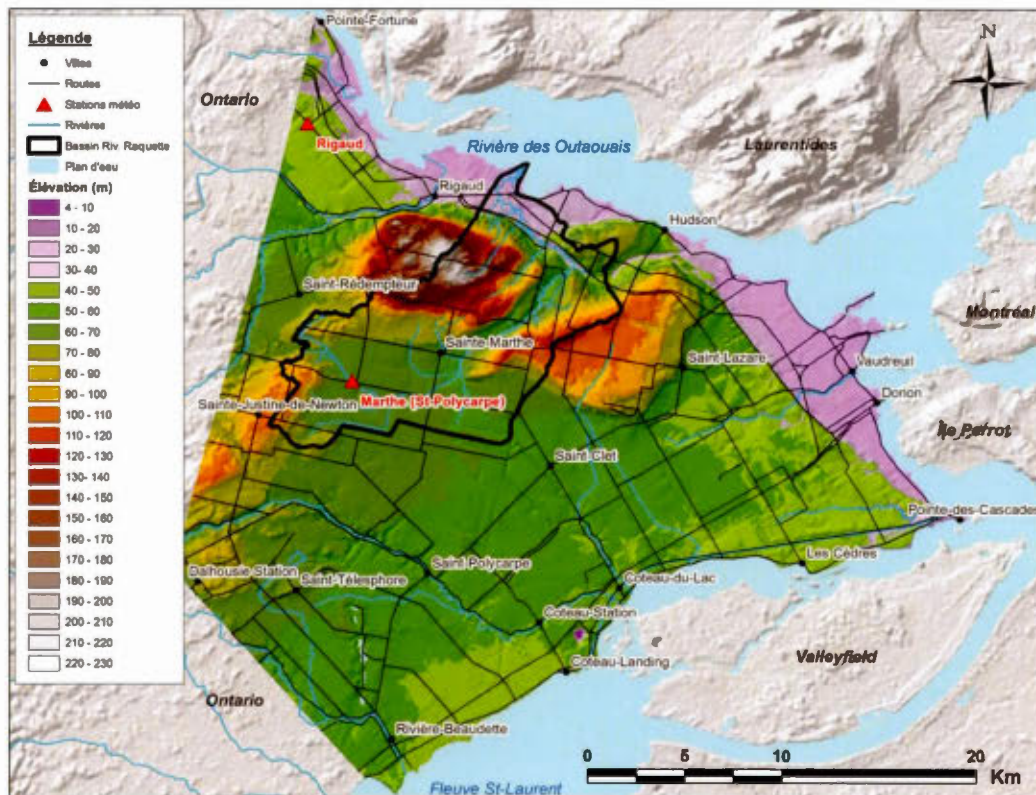 Légende
Villes
Routes
Stations météo
Rivières
Bassin Riv. Raquette
Plan d'eau
Élévation (m)
4 - 10
10 - 20
20 - 30
30- 40
40 - 50
50 - 60
60 - 70
70 - 80
60 - 90
90 - 100
100 - 110
110 - 120
120 - 130
130- 140
140 - 150
150 - 160
160 - 170
170 - 180
180 - 190
190 - 200
200 - 210
210 - 220
220 - 230
Pointe-Fortune
N
Ontario
Rigaud
Rivière des Outaouais
Laurentides
Rigaud
Hudson
Saint-Rédempteur
Montréal
Sainte-Marthe
Saint-Lazare
Vaudreuil
Sainte-Justine-de-Newton
Marthe (St-Polycarpe)
Dorion
Île Perrot
Saint-Clet
Pointe-des-Cascades
Les Cèdres
Dalhousie Station
Saint-Télesphore
Saint Polycarpe
Coteau-du-Lac
Coteau-Station
Coteau-Landing
Valleyfield
Ontario
Rivière-Beaudette
Fleuve St-Laurent
0 5 10 20
Km